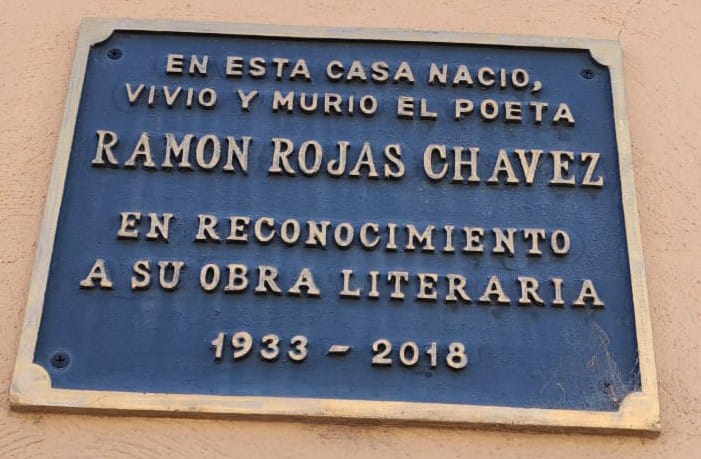 EN ESTA CASA NACIO,
VIVIO Y MURIO EL POETA
RAMON ROJAS CHAVEZ
EN RECONOCIMIENTO
A SU OBRA LITERARIA
1933 - 2018